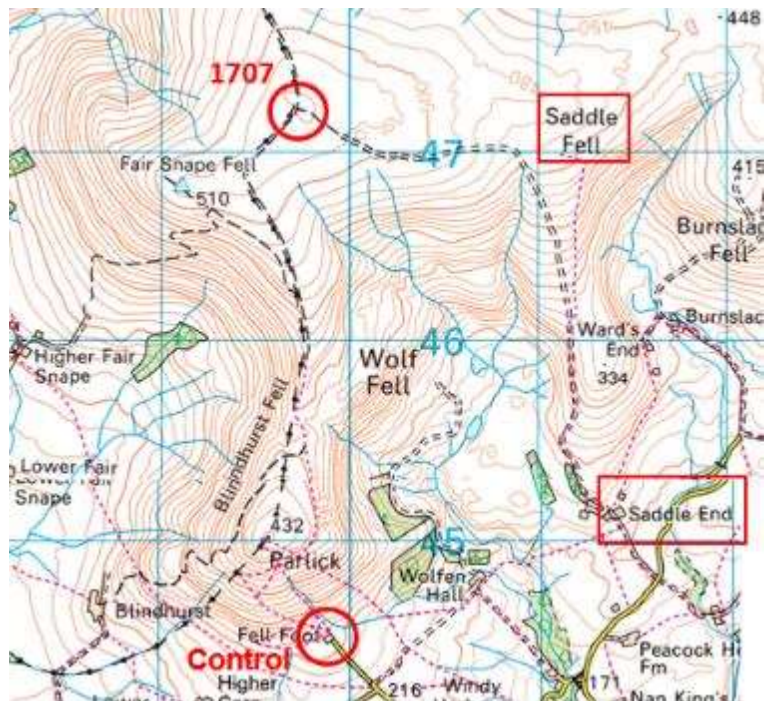 448
450
1707
Saddle
Fell
47
Fair Snape Fell
510
415
Burnslac
Fell
Burnslac
Ward's
End
46
Wolf
Fell
334
Higher Fair
Snape
Blindhurst Fell
Lower Fair
Snape
432
Saddle End
45
Parlick
Wolfen
Hall
Blindhurst
Fell Foot
Control
Higher
Peacock H
Fm
216
Windy
171
Nan King's